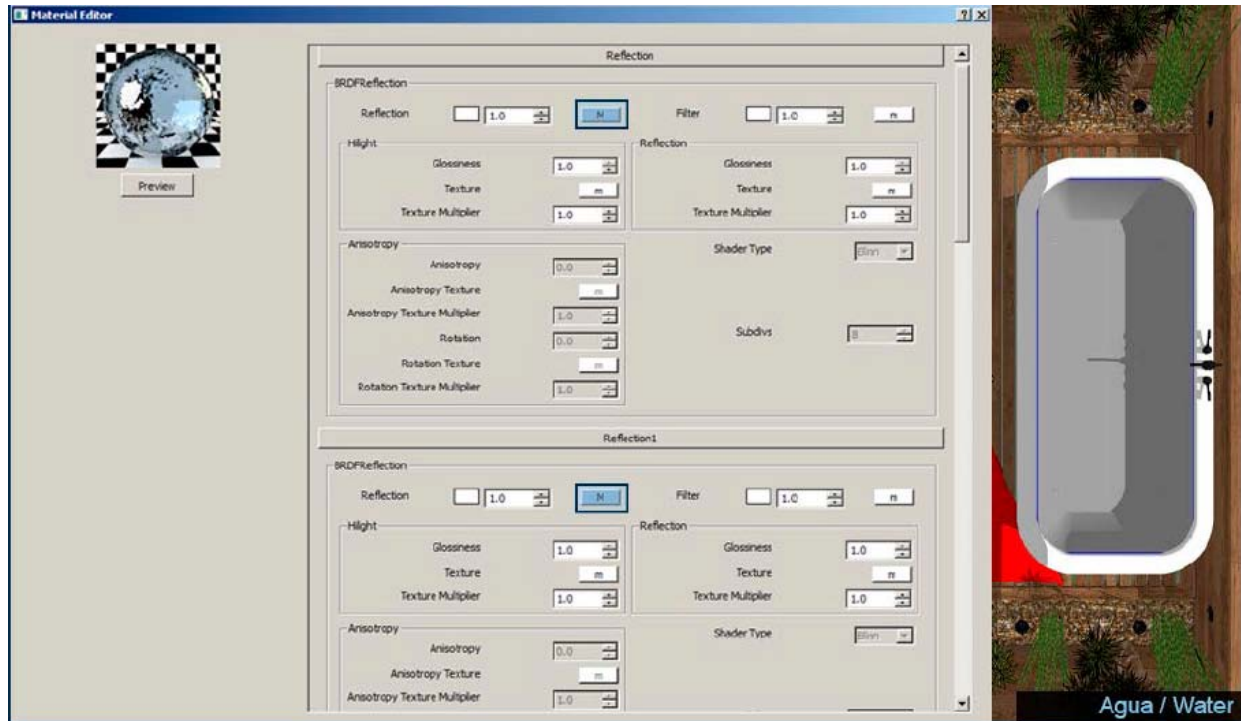 Material Editor
Preview
Reflection
BRDFReflection
Reflection 1.0 M Filter 1.0 m
Hilight
Glossiness 1.0
Texture m
Texture Multiplier 1.0
Reflection
Glossiness 1.0
Texture m
Texture Multiplier 1.0
Anisotropy
Anisotropy 0.0
Anisotropy Texture m
Anisotropy Texture Multiplier 1.0
Rotation 0.0
Rotation Texture m
Rotation Texture Multiplier 1.0
Shader Type Blinn
Subdivs 8
Reflection1
BRDFReflection
Reflection 1.0 M Filter 1.0 m
Hilight
Glossiness 1.0
Texture m
Texture Multiplier 1.0
Reflection
Glossiness 1.0
Texture m
Texture Multiplier 1.0
Anisotropy
Anisotropy 0.0
Anisotropy Texture m
Anisotropy Texture Multiplier 1.0
Shader Type Blinn
Agua / Water